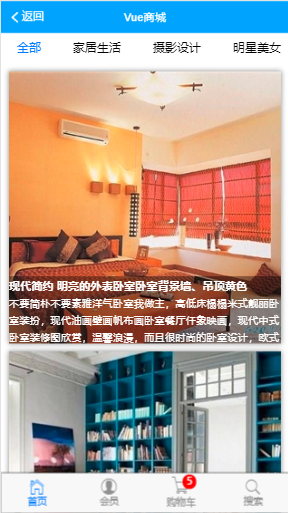 返回
Vue商城
全部 家居生活 摄影设计 明星美女
现代简约 明亮的外表卧室卧室背景墙、吊顶黄色
不要简朴不要素雅洋气卧室我做主，高低床榻榻米式靓丽卧
室装扮，现代油画壁画帆布画卧室餐厅仟象映画，现代中式
卧室装修图欣赏，温馨浪漫，而且很时尚的卧室设计，欧式
首页 会员 购物车 5 搜索